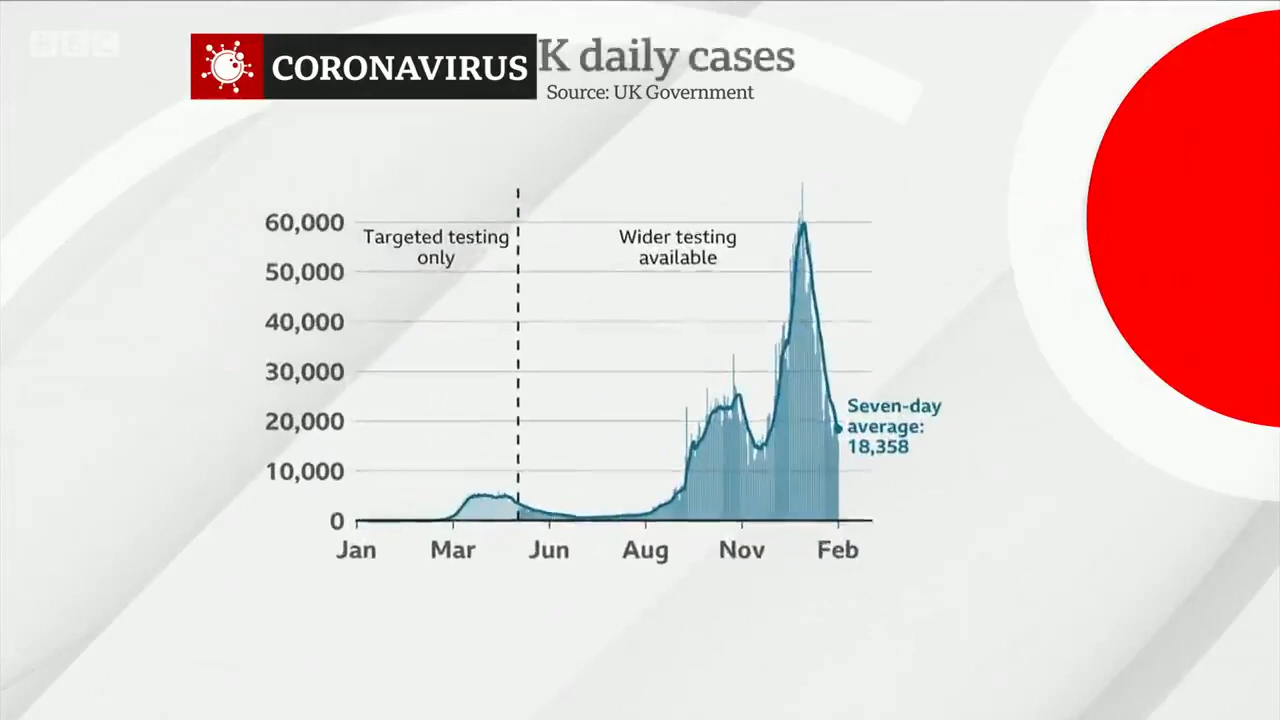 BBC
CORONAVIRUS
K daily cases
Source: UK Government
60,000
50,000
40,000
30,000
20,000
10,000
0
Targeted testing
only
Wider testing
available
Seven-day
average:
18,358
Jan Mar Jun Aug Nov Feb